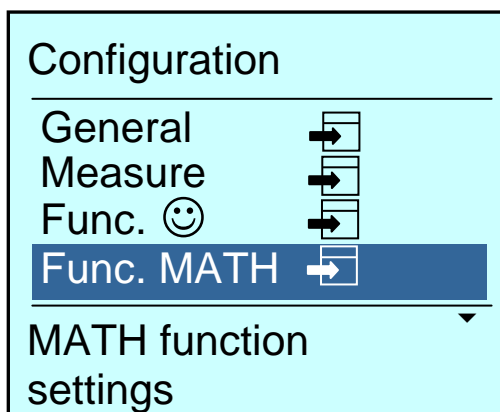 Configuration
General
Measure
Func. ☺
Func. MATH
MATH function
settings